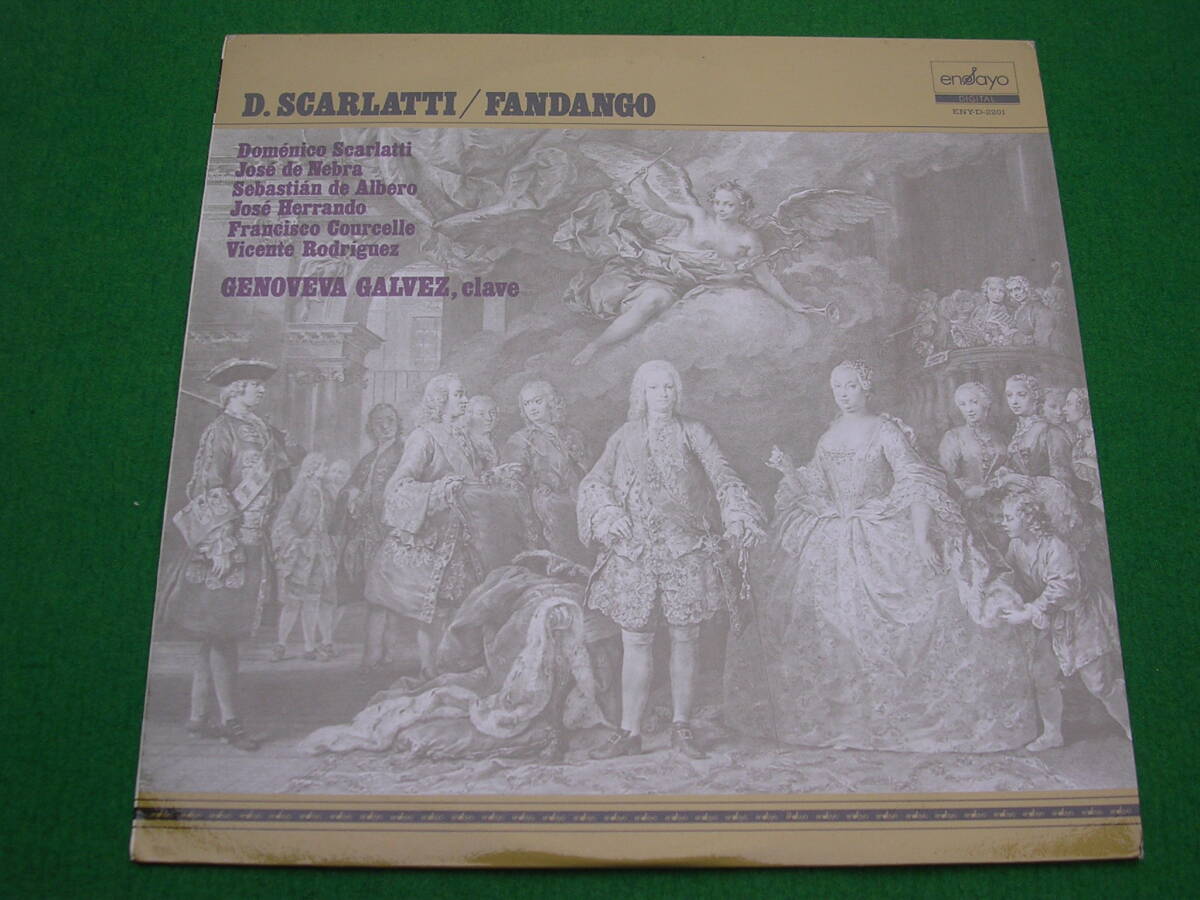 D. SCARLATTI / FANDANGO
ensayo
DIGITAL
ENY-D-2201
Doménico Scarlatti
José de Nebra
Sebastián de Albero
José Herrando
Francisco Courcelle
Vicente Rodríguez
GENOVEVA GALVEZ, clave